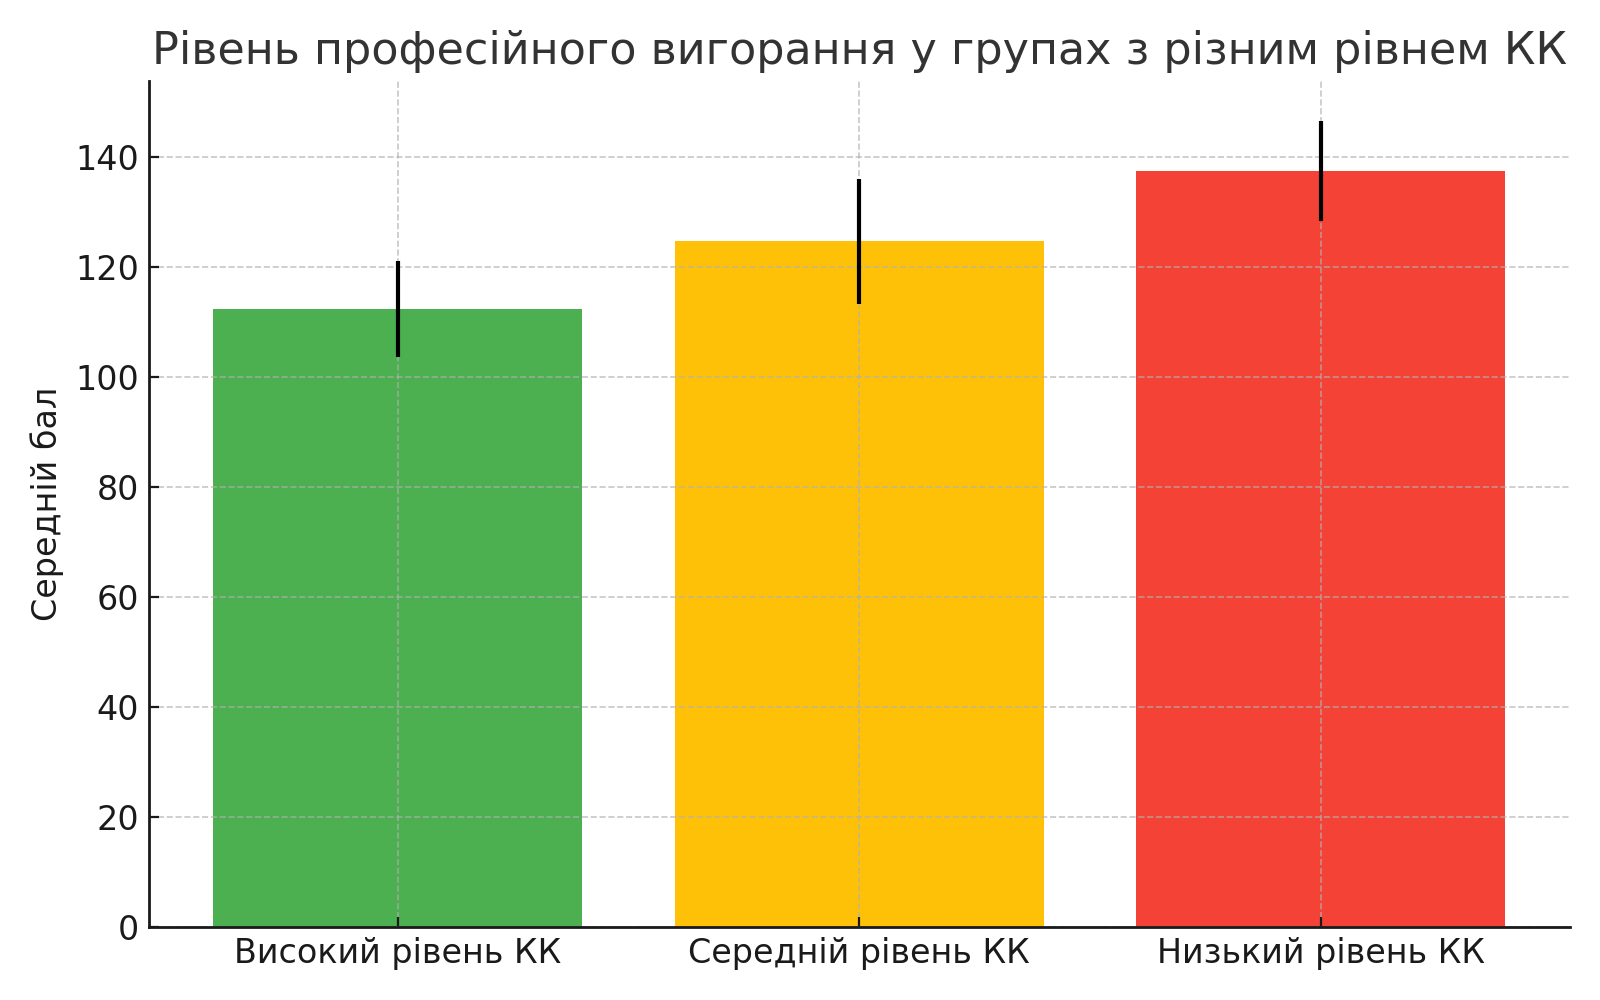 Рівень професійного вигорання у групах з різним рівнем КК
Середній бал
140
120
100
80
60
40
20
0
Високий рівень КК
Середній рівень КК
Низький рівень КК